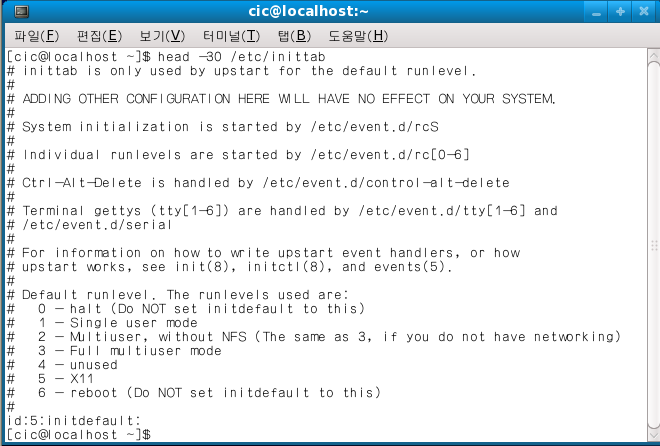 cic@localhost:~
파일(F) 편집(E) 보기(V) 터미널(T) 탭(B) 도움말(H)
[cic@localhost ~]$ head -30 /etc/inittab
# inittab is only used by upstart for the default runlevel.
#
# ADDING OTHER CONFIGURATION HERE WILL HAVE NO EFFECT ON YOUR SYSTEM.
#
# System initialization is started by /etc/event.d/rcS
#
# Individual runlevels are started by /etc/event.d/rc[0-6]
#
# Ctrl-Alt-Delete is handled by /etc/event.d/control-alt-delete
#
# Terminal gettys (tty[1-6]) are handled by /etc/event.d/tty[1-6] and
# /etc/event.d/serial
#
# For information on how to write upstart event handlers, or how
# upstart works, see init(8), initctl(8), and events(5).
#
# Default runlevel. The runlevels used are:
#   0 - halt (Do NOT set initdefault to this)
#   1 - Single user mode
#   2 - Multiuser, without NFS (The same as 3, if you do not have networking)
#   3 - Full multiuser mode
#   4 - unused
#   5 - X11
#   6 - reboot (Do NOT set initdefault to this)
#
id:5:initdefault:
[cic@localhost ~]$